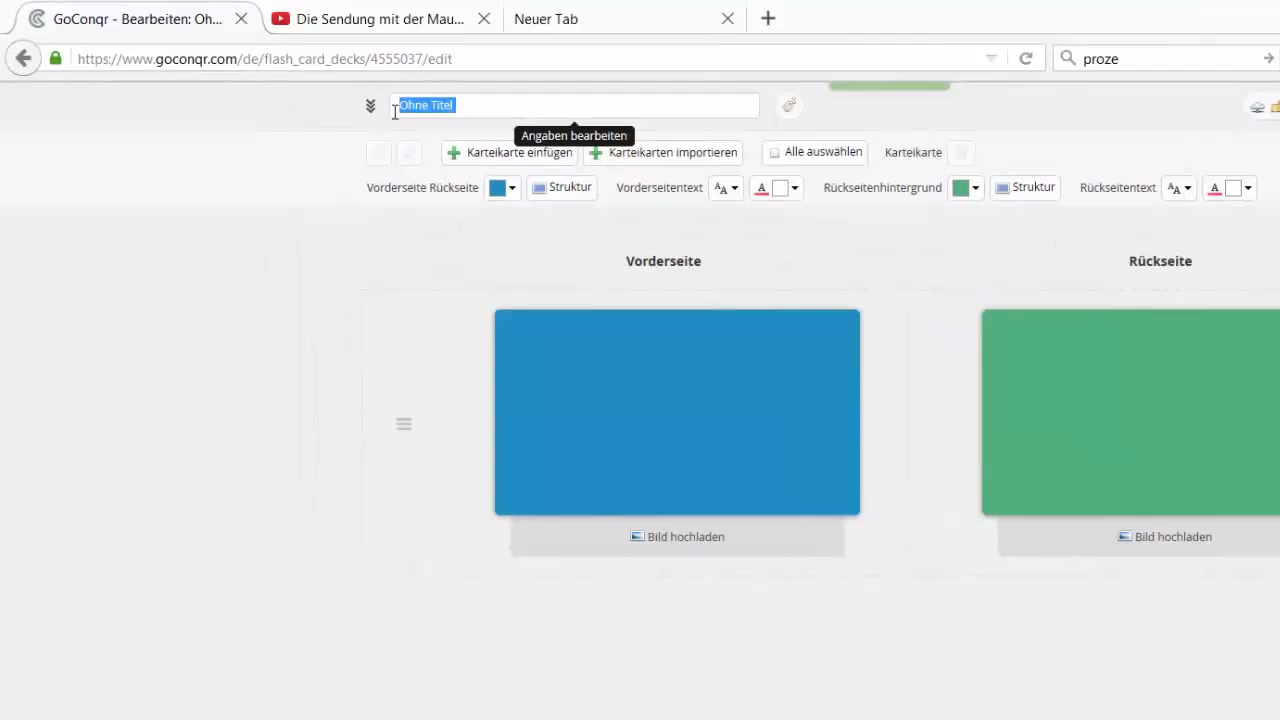 GoConqr - Bearbeiten: Oh... Die Sendung mit der Mau... Neuer Tab
https://www.goconqr.com/de/flash_card_decks/4555037/edit proze
Ohne Titel
Angaben bearbeiten
Karteikarte einfügen Karteikarten importieren Alle auswählen Karteikarte
Vorderseite Rückseite Struktur Vorderseitentext AA A Rückseitenhintergrund Struktur Rückseitentext AA A
Vorderseite Rückseite
Bild hochladen Bild hochladen